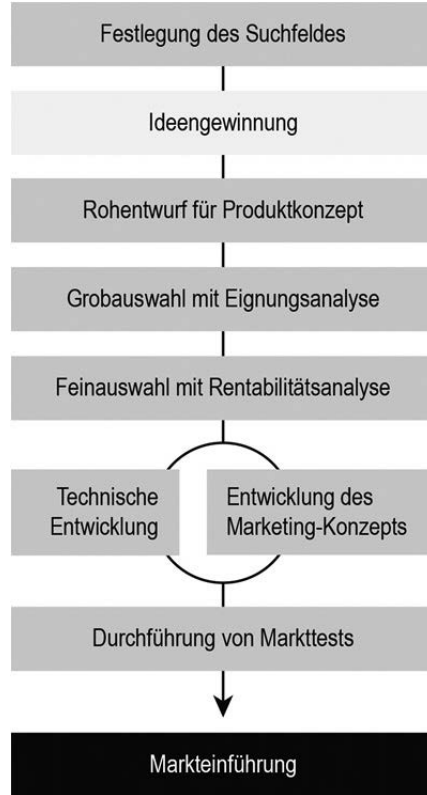 Festlegung des Suchfeldes
Ideengewinnung
Rohentwurf für Produktkonzept
Grobauswahl mit Eignungsanalyse
Feinauswahl mit Rentabilitätsanalyse
Technische
Entwicklung
Entwicklung des
Marketing-Konzepts
Durchführung von Markttests
Markteinführung